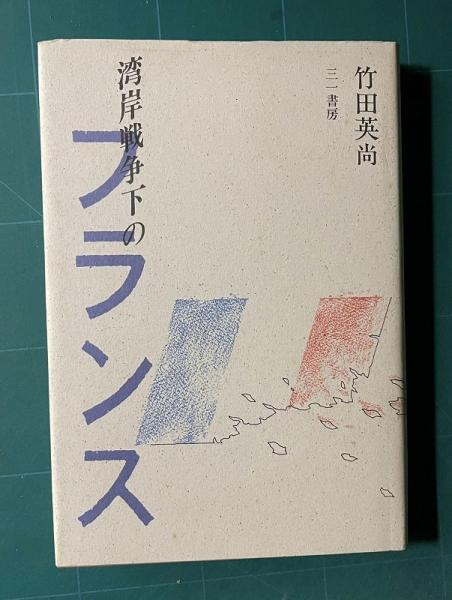 竹田英尚
三一書房
湾岸戦争下の
フランス